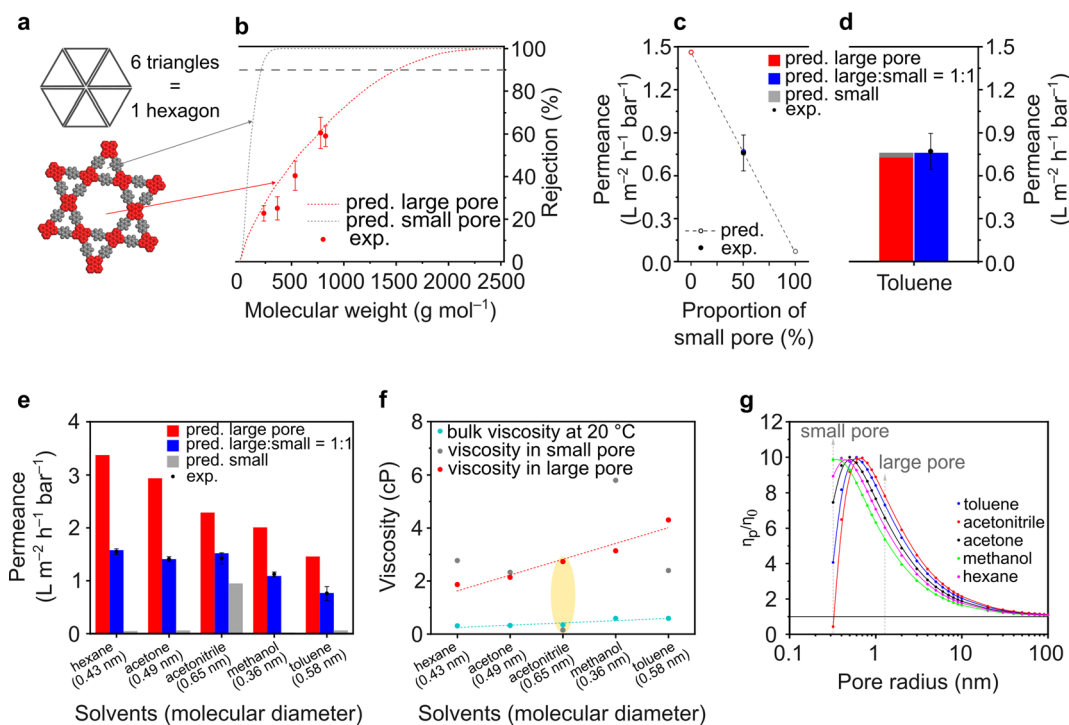 a
6 triangles
=
1 hexagon
b
100
80
60
40
20
0
Rejection (%)
pred. large pore
pred. small pore
exp.
0
500
1000
1500
2000
2500
Molecular weight (g mol⁻¹)
c
1.5
1.2
0.9
0.6
0.3
0.0
Permeance
(L m⁻² h⁻¹ bar⁻¹)
pred.
exp.
0
50
100
Proportion of
small pore (%)
d
pred. large pore
pred. large:small = 1:1
pred. small
exp.
1.5
1.2
0.9
0.6
0.3
0.0
Permeance
(L m⁻² h⁻¹ bar⁻¹)
Toluene
e
4
3
2
1
0
Permeance
(L m⁻² h⁻¹ bar⁻¹)
pred. large pore
pred. large:small = 1:1
pred. small
exp.
hexane
(0.43 nm)
acetone
(0.49 nm)
acetonitrile
(0.65 nm)
methanol
(0.36 nm)
toluene
(0.58 nm)
Solvents (molecular diameter)
f
8
6
4
2
0
Viscosity (cP)
bulk viscosity at 20 °C
viscosity in small pore
viscosity in large pore
hexane
(0.43 nm)
acetone
(0.49 nm)
acetonitrile
(0.65 nm)
methanol
(0.36 nm)
toluene
(0.58 nm)
Solvents (molecular diameter)
g
12
10
8
6
4
2
0
ηp/η0
small pore
large pore
toluene
acetonitrile
acetone
methanol
hexane
0.1
1
10
100
Pore radius (nm)